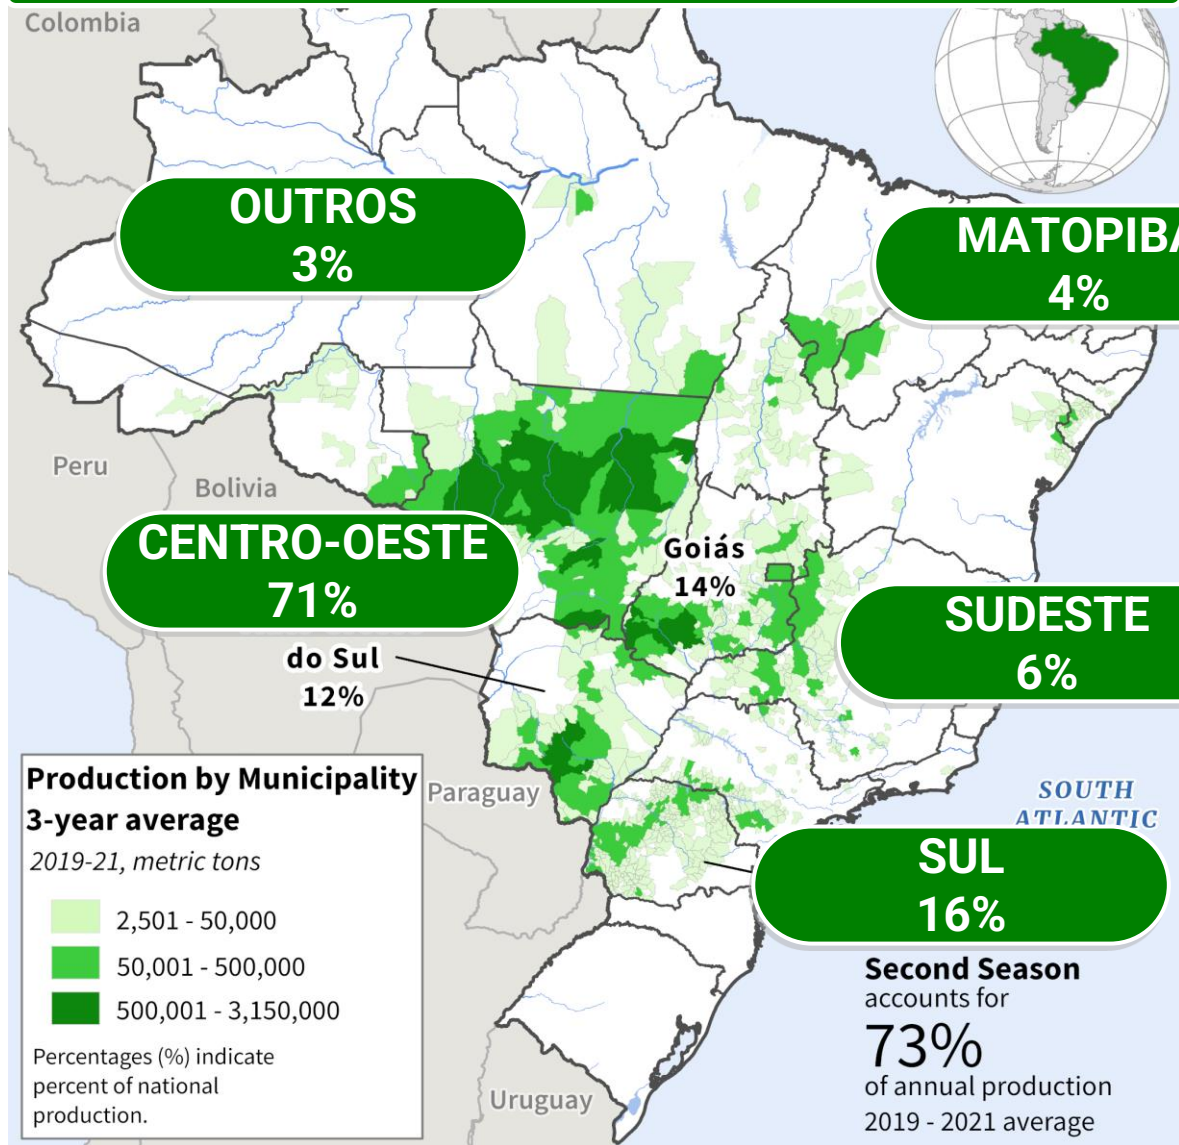 Colombia
OUTROS
3%
MATOPIBA
4%
Peru
Bolivia
CENTRO-OESTE
71%
Goiás
14%
SUDESTE
6%
do Sul
12%
Production by Municipality
3-year average
2019-21, metric tons
2,501 - 50,000
50,001 - 500,000
500,001 - 3,150,000
Percentages (%) indicate
percent of national
production.
Paraguay
SOUTH
ATLANTIC
SUL
16%
Uruguay
Second Season
accounts for
73%
of annual production
2019 - 2021 average